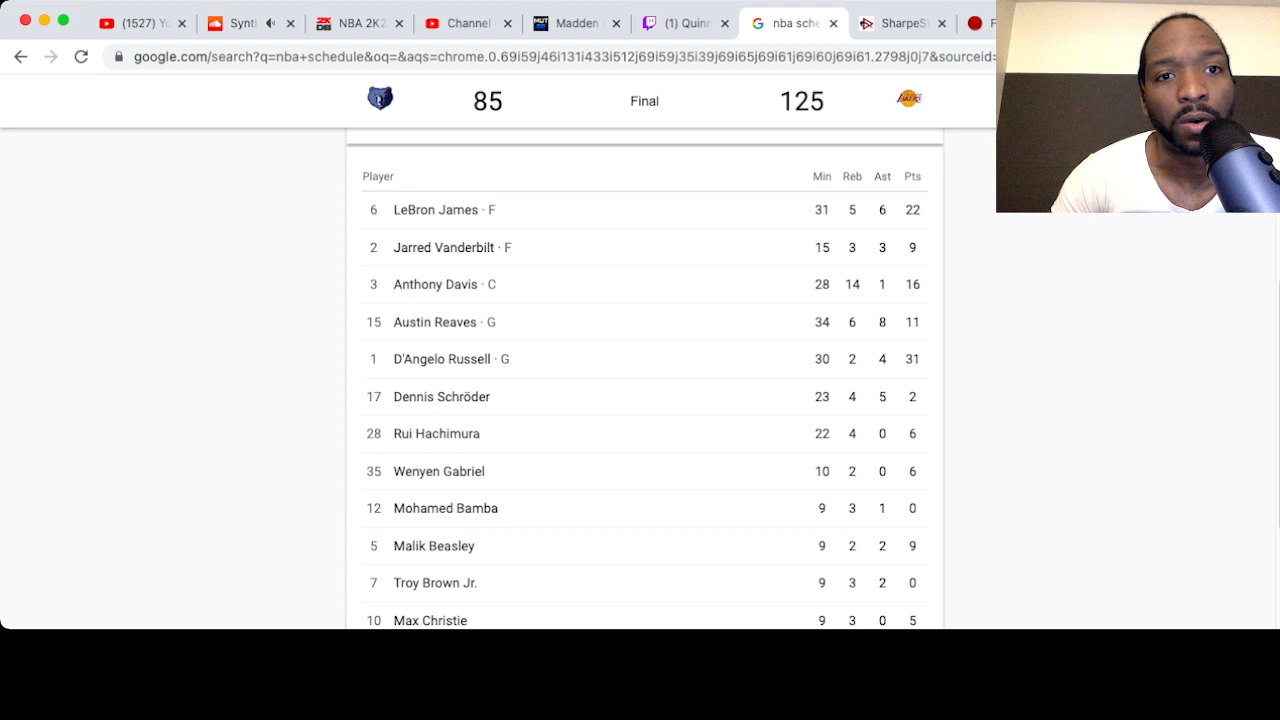 (1527) Yo
Synth
NBA 2K2
Channel
Madden
(1) Quinn
nba sche
SharpeS
google.com/search?q=nba+schedule&oq=&aqs=chrome.0.69i59j46i131i433i512j69i59j35i39j69i65j69i61j69i60j69i61.2798j0j7&sourceid=
85 Final 125
Player Min Reb Ast Pts
6 LeBron James · F 31 5 6 22
2 Jarred Vanderbilt · F 15 3 3 9
3 Anthony Davis · C 28 14 1 16
15 Austin Reaves · G 34 6 8 11
1 D'Angelo Russell · G 30 2 4 31
17 Dennis Schröder 23 4 5 2
28 Rui Hachimura 22 4 0 6
35 Wenyen Gabriel 10 2 0 6
12 Mohamed Bamba 9 3 1 0
5 Malik Beasley 9 2 2 9
7 Troy Brown Jr. 9 3 2 0
10 Max Christie 9 3 0 5